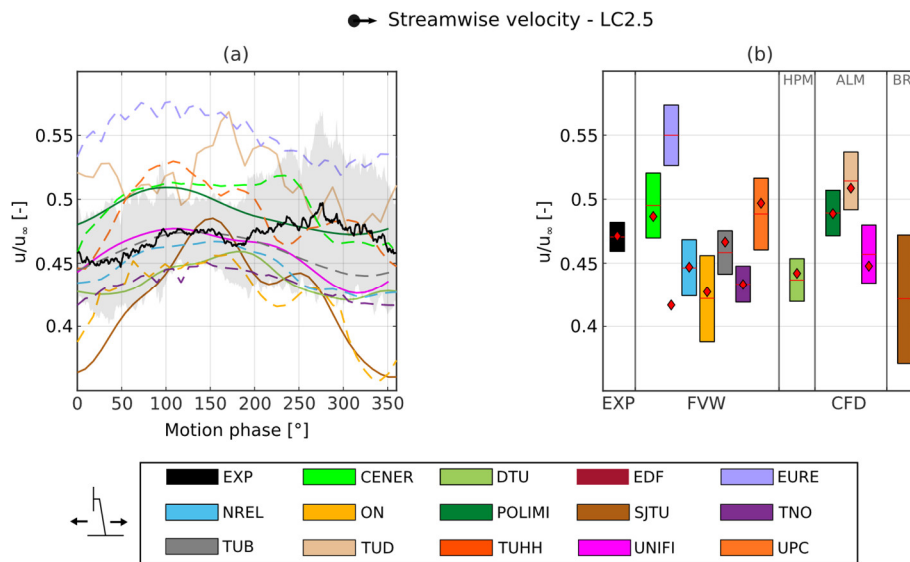 Streamwise velocity - LC2.5
(a)
(b)
u/u∞ [-]
0.55
0.5
0.45
0.4
0 50 100 150 200 250 300 350
Motion phase [°]
u/u∞ [-]
0.55
0.5
0.45
0.4
HPM ALM BR
EXP FVW CFD
EXP CENER DTU EDF EURE
NREL ON POLIMI SJTU TNO
TUB TUD TUHH UNIFI UPC